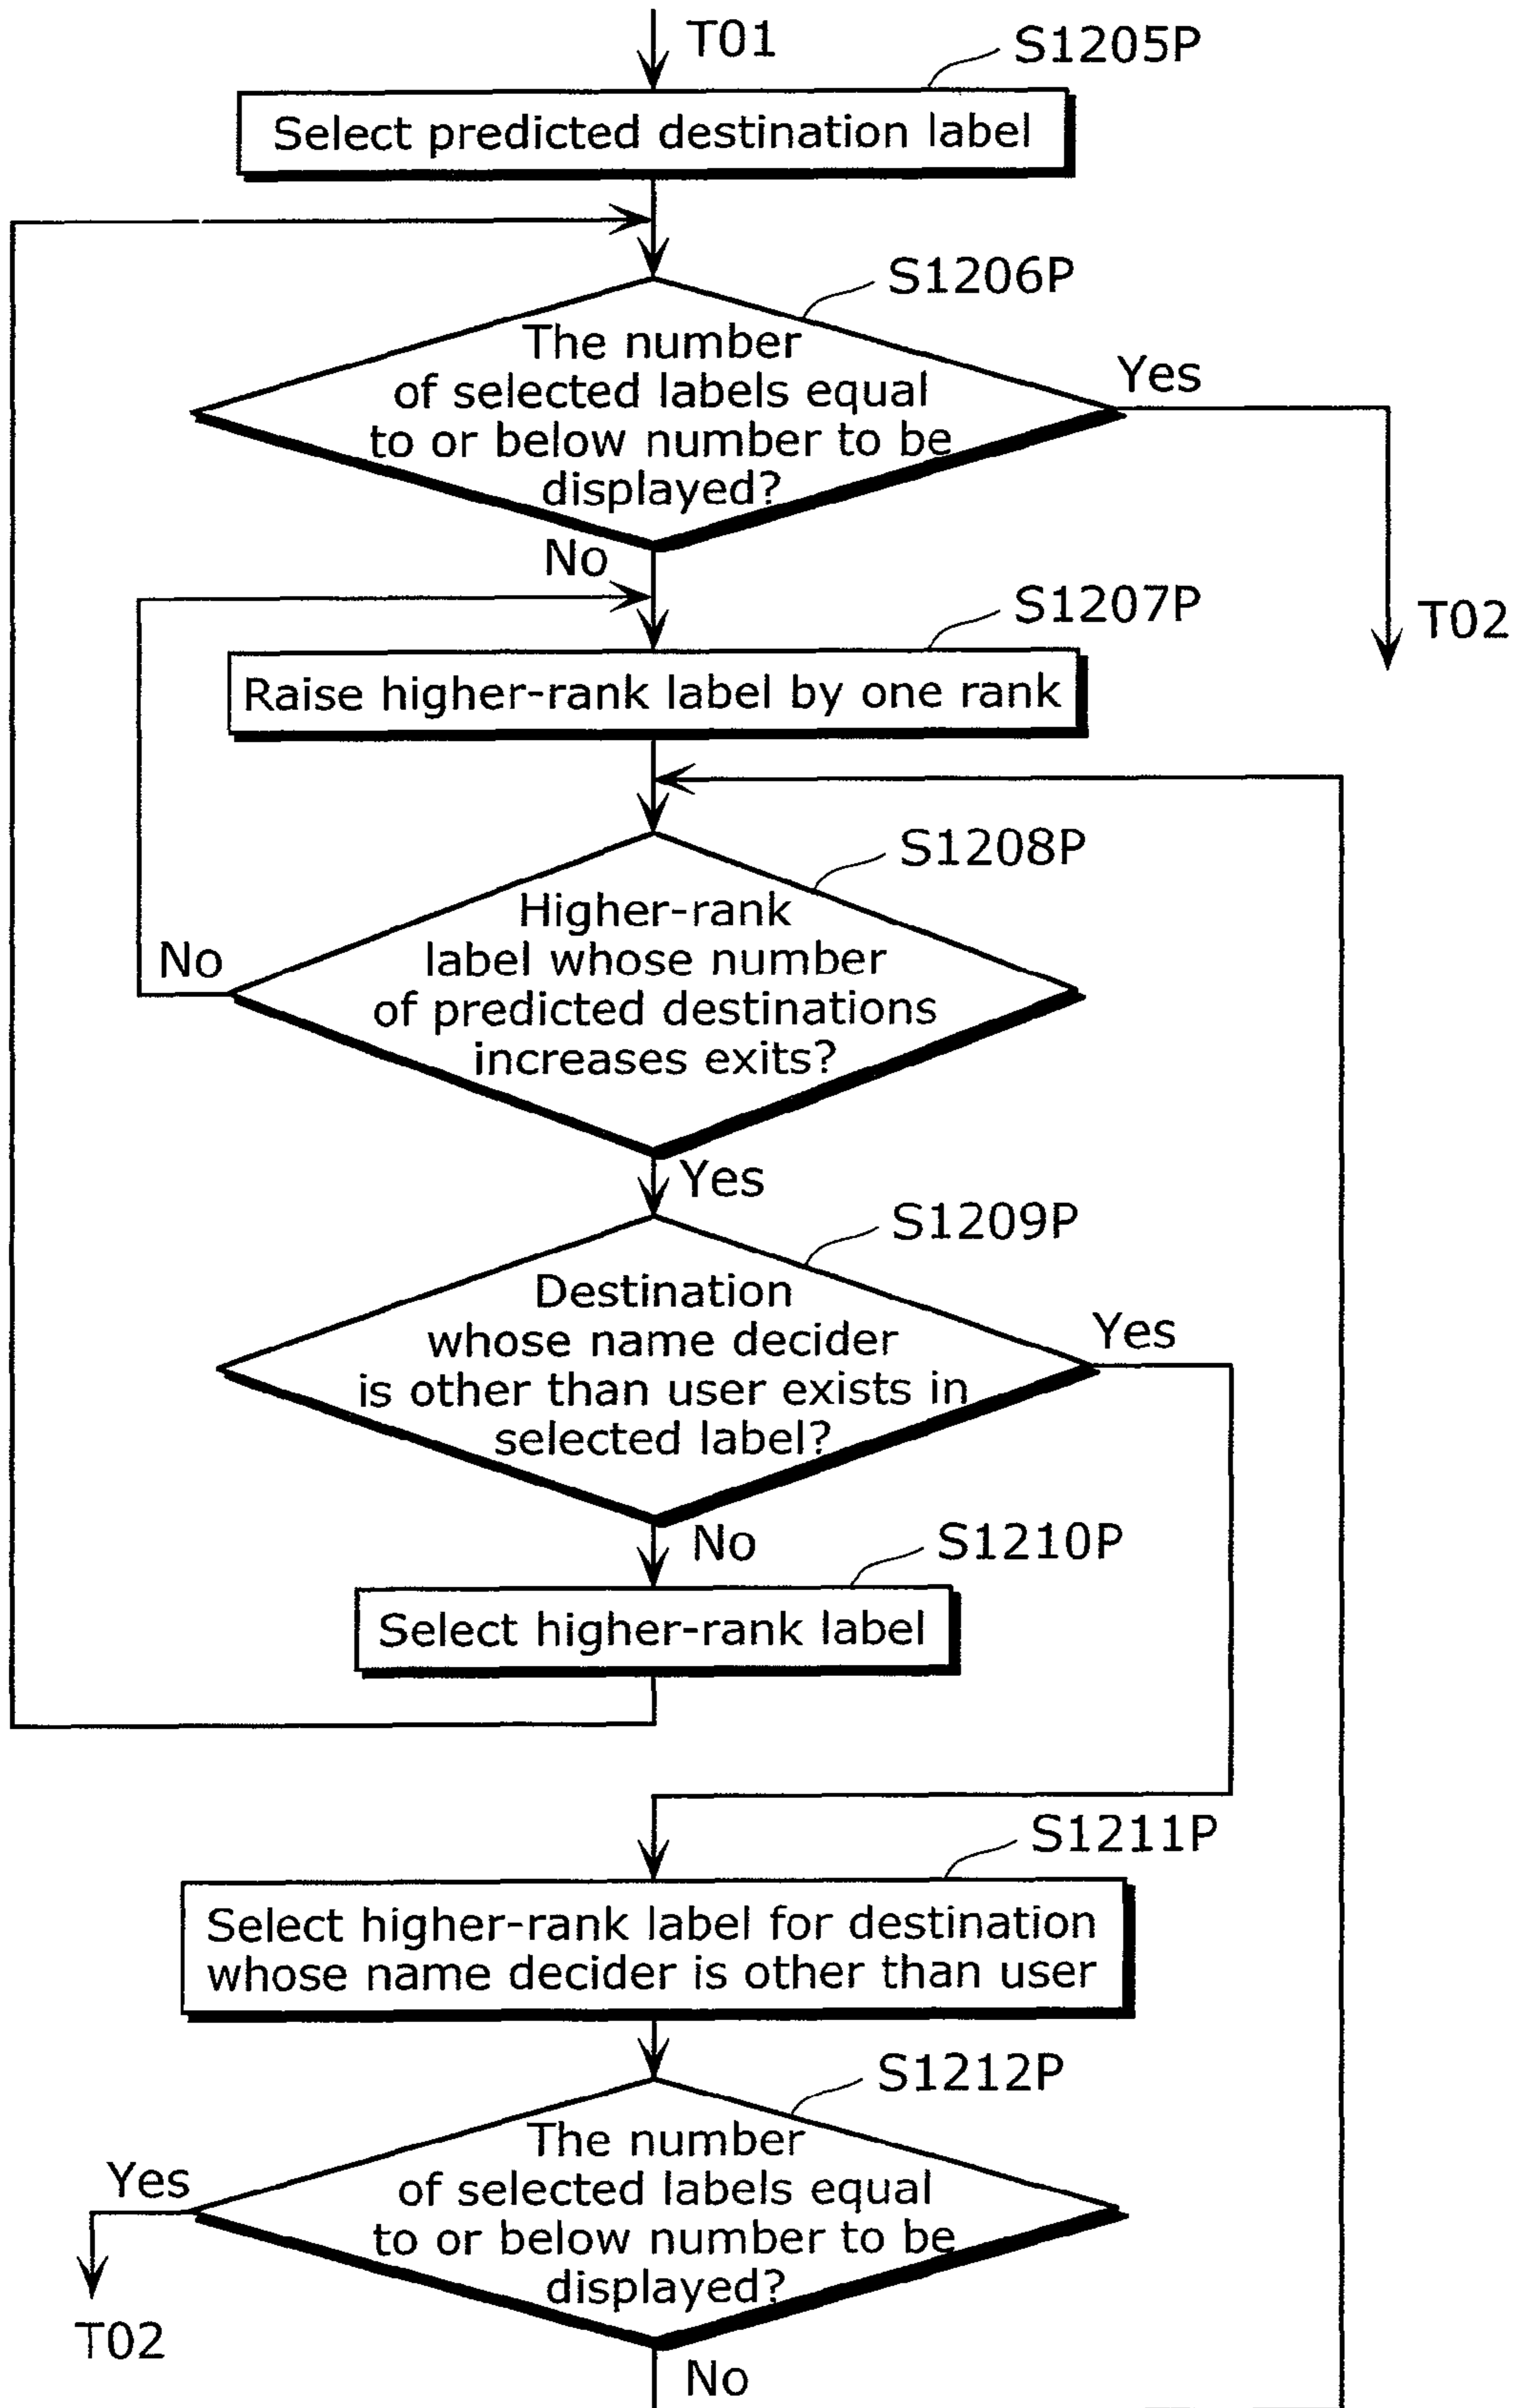 T01
S1205P
Select predicted destination label
S1206P
The number
of selected labels equal
to or below number to be
displayed?
Yes
No
T02
S1207P
Raise higher-rank label by one rank
S1208P
Higher-rank
label whose number
of predicted destinations
increases exits?
No
Yes
S1209P
Destination
whose name decider
is other than user exists in
selected label?
Yes
No
S1210P
Select higher-rank label
S1211P
Select higher-rank label for destination
whose name decider is other than user
S1212P
The number
of selected labels equal
to or below number to be
displayed?
Yes
T02
No